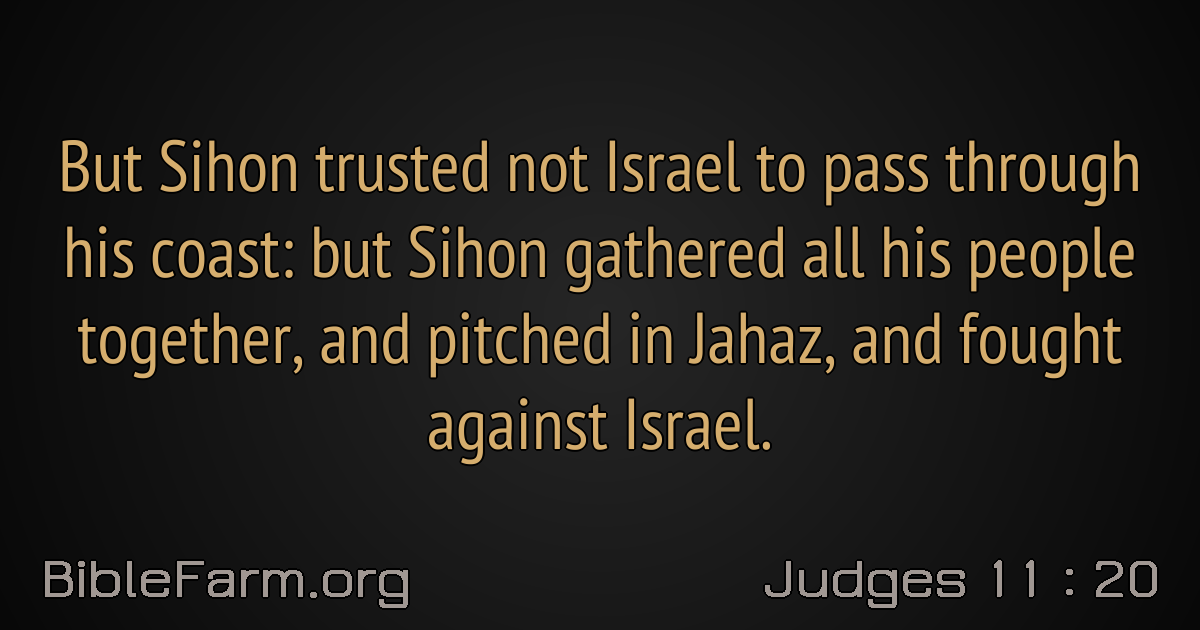 But Sihon trusted not Israel to pass through
his coast: but Sihon gathered all his people
together, and pitched in Jahaz, and fought
against Israel.
BibleFarm.org
Judges 11 : 20